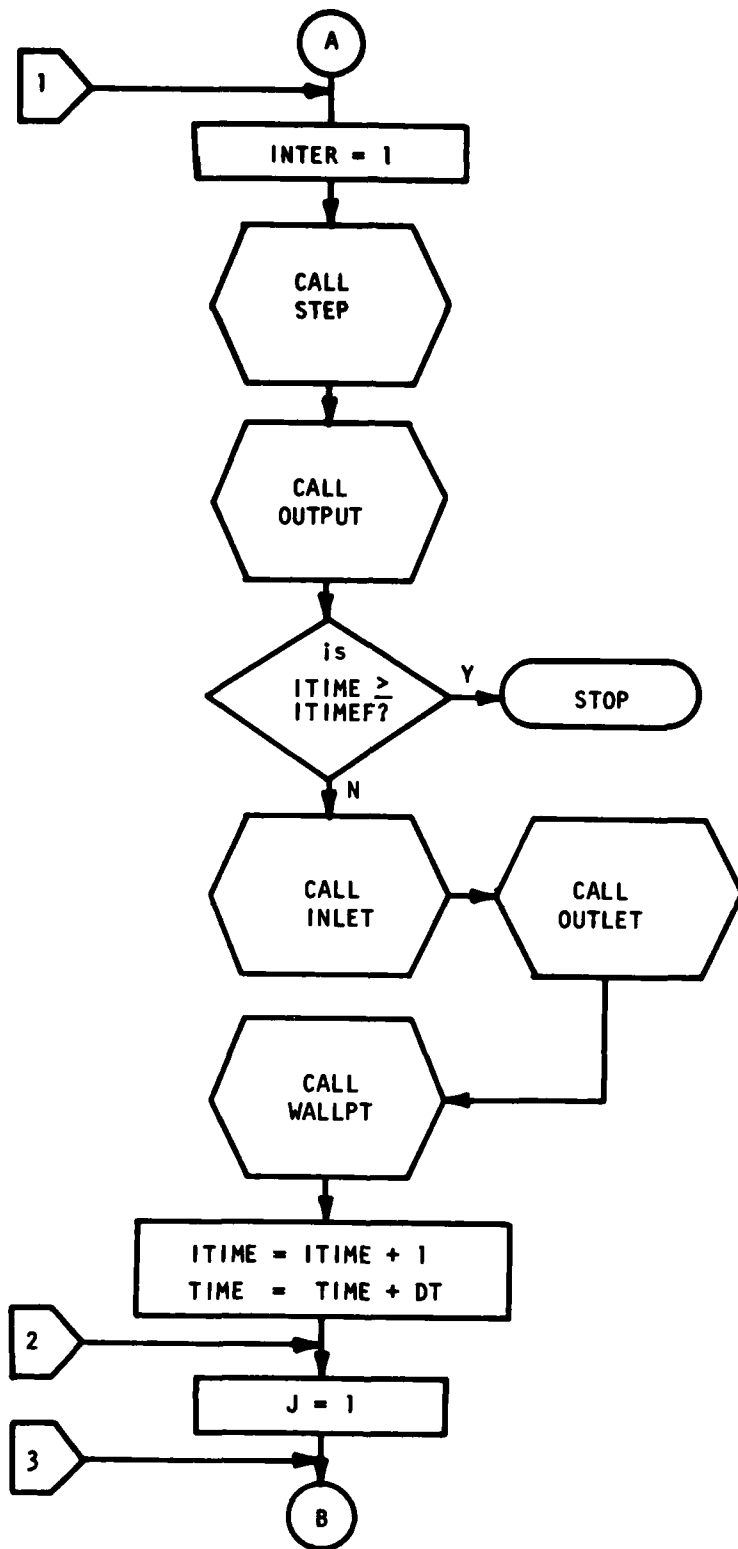 A
1
INTER = 1
CALL
STEP
CALL
OUTPUT
is
ITIME ≥
ITIMEF?
Y
STOP
N
CALL
INLET
CALL
OUTLET
CALL
WALLPT
ITIME = ITIME + 1
TIME = TIME + DT
2
J = 1
3
B